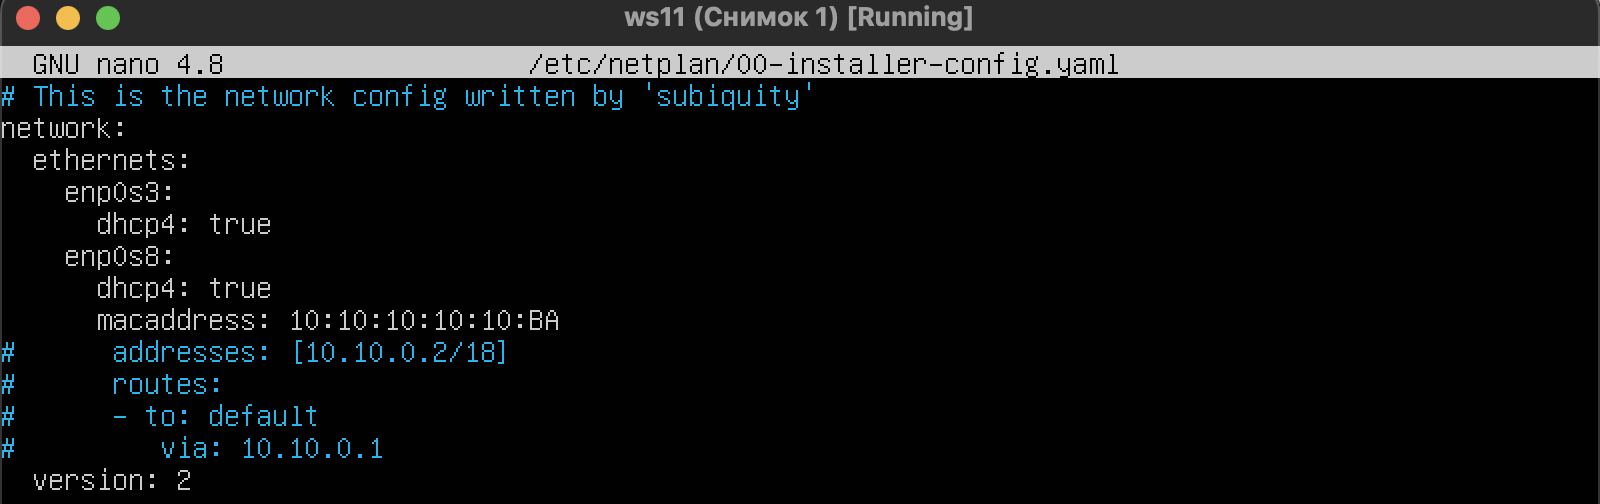 ws11 (Снимок 1) [Running]
GNU nano 4.8 /etc/netplan/00-installer-config.yaml
# This is the network config written by 'subiquity'
network:
  ethernets:
    enp0s3:
      dhcp4: true
    enp0s8:
      dhcp4: true
      macaddress: 10:10:10:10:10:BA
#      addresses: [10.10.0.2/18]
#      routes:
#      - to: default
#         via: 10.10.0.1
  version: 2